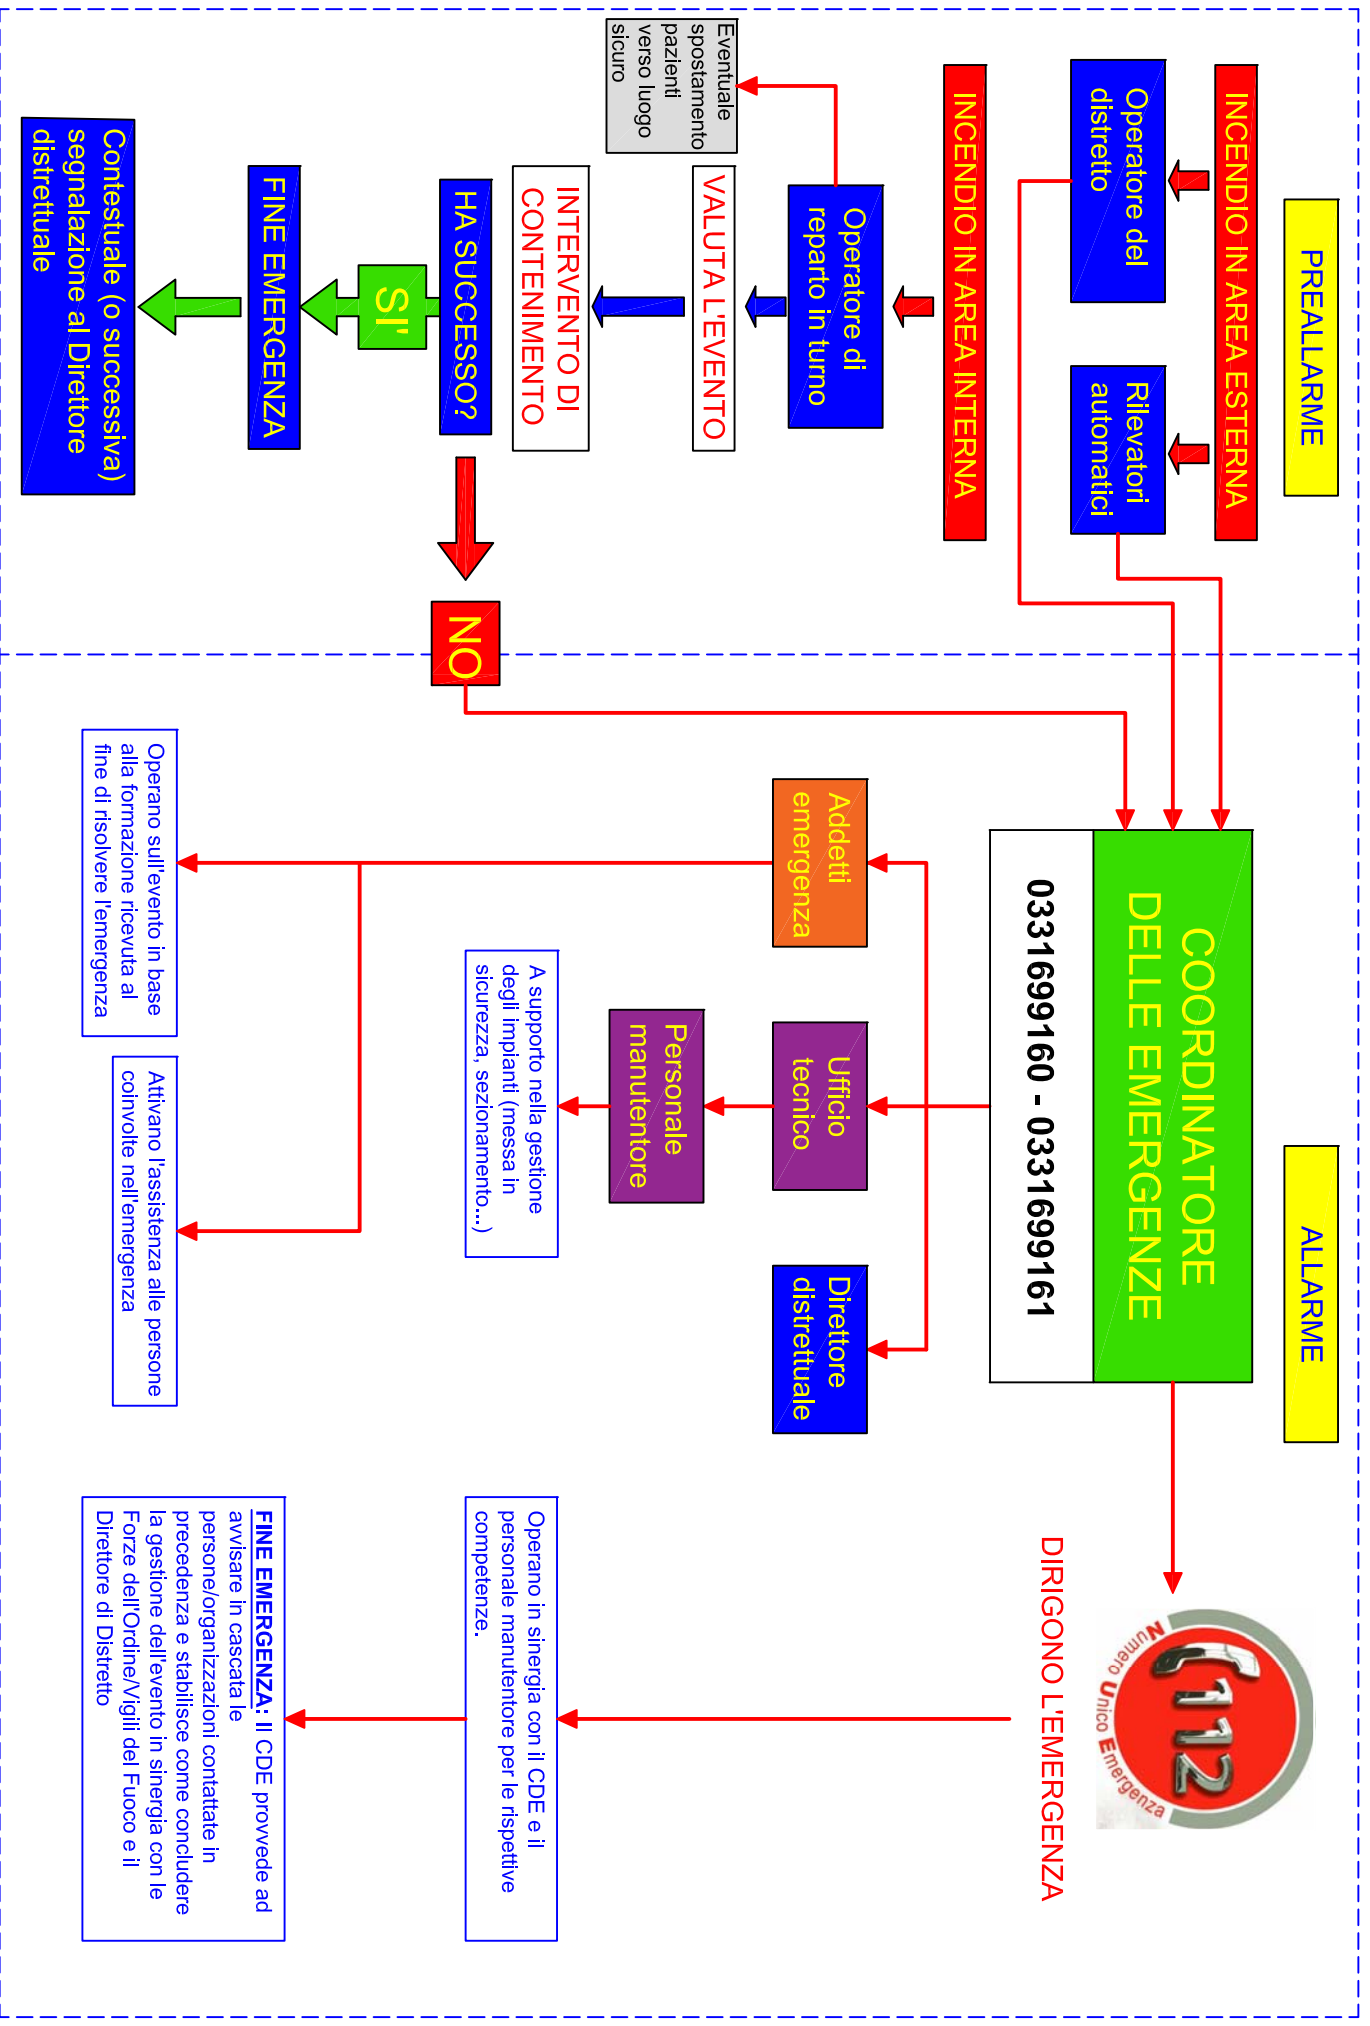 PREALLARME
INCENDIO IN AREA ESTERNA
Operatore del
distretto
Rilevatori
automatici
INCENDIO IN AREA INTERNA
Operatore di
reparto in turno
Eventuale
spostamento
pazienti
verso luogo
sicuro
VALUTA L'EVENTO
INTERVENTO DI
CONTENIMENTO
HA SUCCESSO?
NO
SI'
FINE EMERGENZA
Contestuale (o successiva)
segnalazione al Direttore
distrettuale
ALLARME
COORDINATORE
DELLE EMERGENZE
0331699160 - 0331699161
Addetti
emergenza
Ufficio
tecnico
Direttore
distrettuale
Personale
manutentore
A supporto nella gestione
degli impianti (messa in
sicurezza, sezionamento...)
Operano sull'evento in base
alla formazione ricevuta al
fine di risolvere l'emergenza
Attivano l'assistenza alle persone
coinvolte nell'emergenza
112
Numero Unico Emergenza
DIRIGONO L'EMERGENZA
Operano in sinergia con il CDE e il
personale manutentore per le rispettive
competenze.
FINE EMERGENZA: Il CDE provvede ad
avvisare in cascata le
persone/organizzazioni contattate in
precedenza e stabilisce come concludere
la gestione dell'evento in sinergia con le
Forze dell'Ordine/Vigili del Fuoco e il
Direttore di Distretto